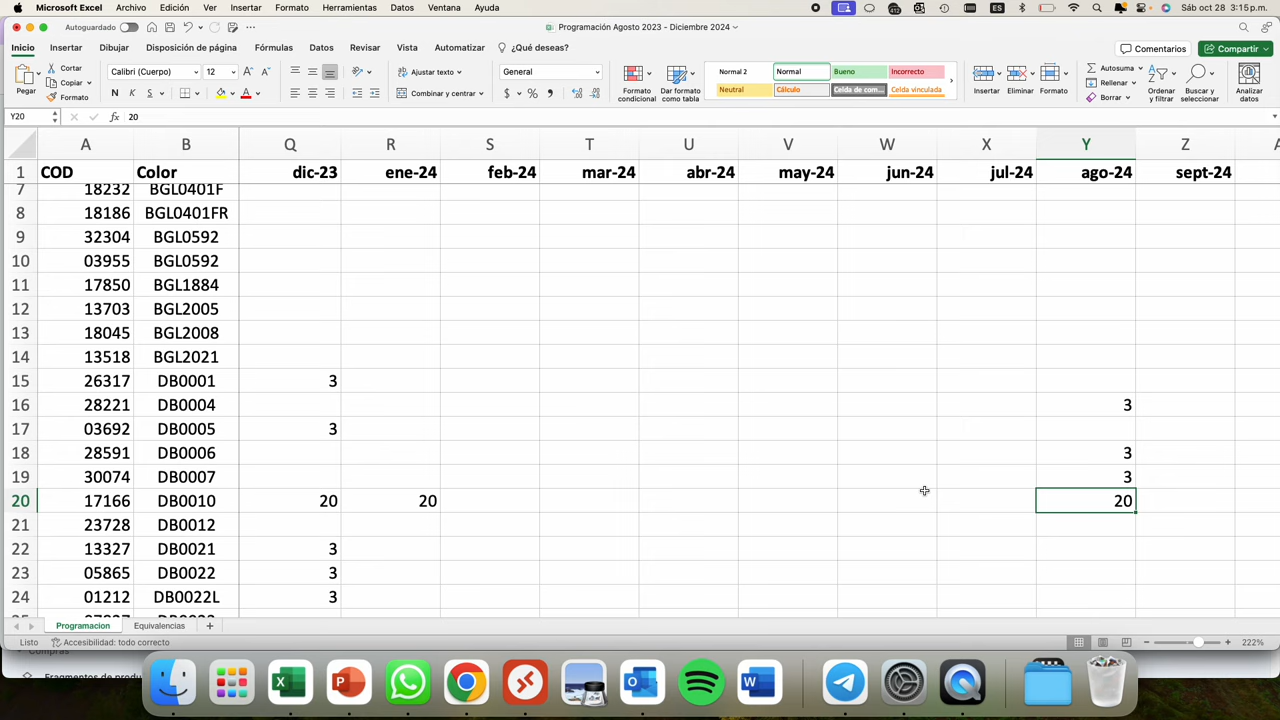 Microsoft Excel Archivo Edición Ver Insertar Formato Herramientas Datos Ventana Ayuda Sáb oct 28 3:15 p.m.
Autoguardado Programación Agosto 2023 - Diciembre 2024
Inicio Insertar Dibujar Disposición de página Fórmulas Datos Revisar Vista Automatizar ¿Qué deseas? Comentarios Compartir
Pegar Cortar Copiar Formato Calibri (Cuerpo) 12 Ajustar texto Combinar y centrar General Formato condicional Dar formato como tabla Normal 2 Normal Bueno Incorrecto Neutral Cálculo Celda de com... Celda vinculada Insertar Eliminar Formato Autosuma Rellenar Borrar Ordenar y filtrar Buscar y seleccionar Analizar datos
Y20 fx 20
A B Q R S T U V W X Y Z
1 COD Color dic-23 ene-24 feb-24 mar-24 abr-24 may-24 jun-24 jul-24 ago-24 sept-24
7 18232 BGL0401F
8 18186 BGL0401FR
9 32304 BGL0592
10 03955 BGL0592
11 17850 BGL1884
12 13703 BGL2005
13 18045 BGL2008
14 13518 BGL2021
15 26317 DB0001 3
16 28221 DB0004 3
17 03692 DB0005 3
18 28591 DB0006 3
19 30074 DB0007 3
20 17166 DB0010 20 20 20
21 23728 DB0012
22 13327 DB0021 3
23 05865 DB0022 3
24 01212 DB0022L 3
Programacion Equivalencias +
Listo Accesibilidad: todo correcto 222%